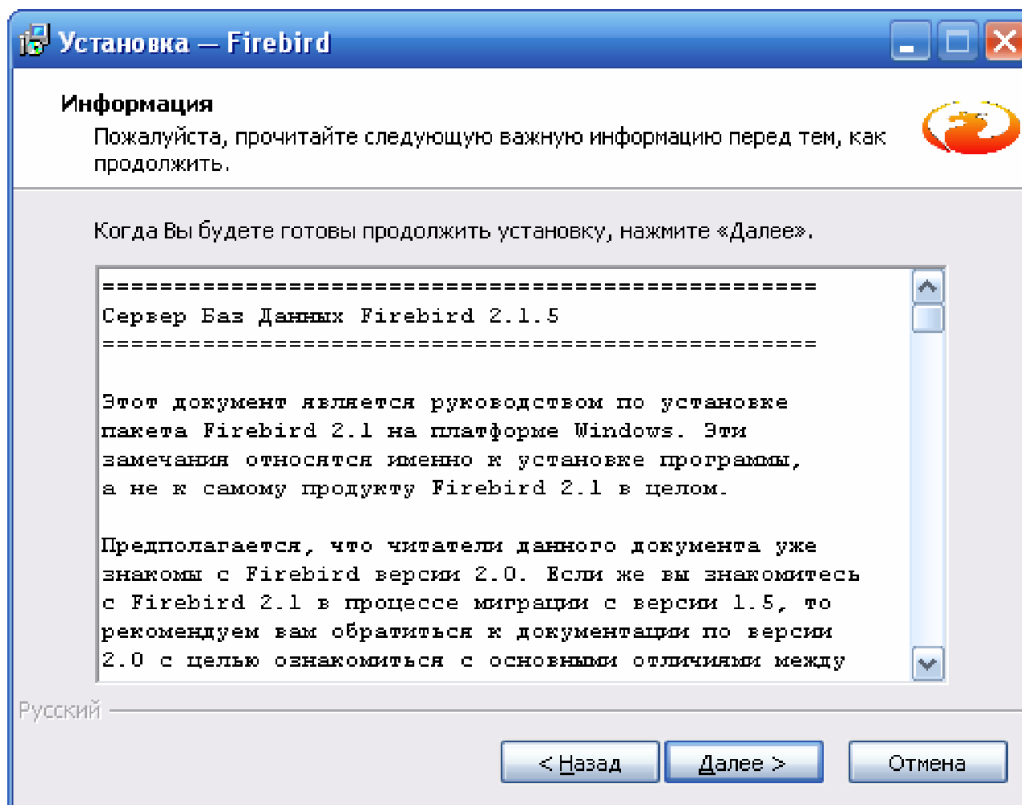 Установка — Firebird
Информация
Пожалуйста, прочитайте следующую важную информацию перед тем, как
продолжить.
Когда Вы будете готовы продолжить установку, нажмите «Далее».
==================================================
Сервер Баз Данных Firebird 2.1.5
==================================================
Этот документ является руководством по установке
пакета Firebird 2.1 на платформе Windows. Эти
замечания относятся именно к установке программы,
а не к самому продукту Firebird 2.1 в целом.
Предполагается, что читатели данного документа уже
знакомы с Firebird версии 2.0. Если же вы знакомитесь
с Firebird 2.1 в процессе миграции с версии 1.5, то
рекомендуем вам обратиться к документации по версии
2.0 с целью ознакомиться с основными отличиями между
Русский
< Назад
Далее >
Отмена